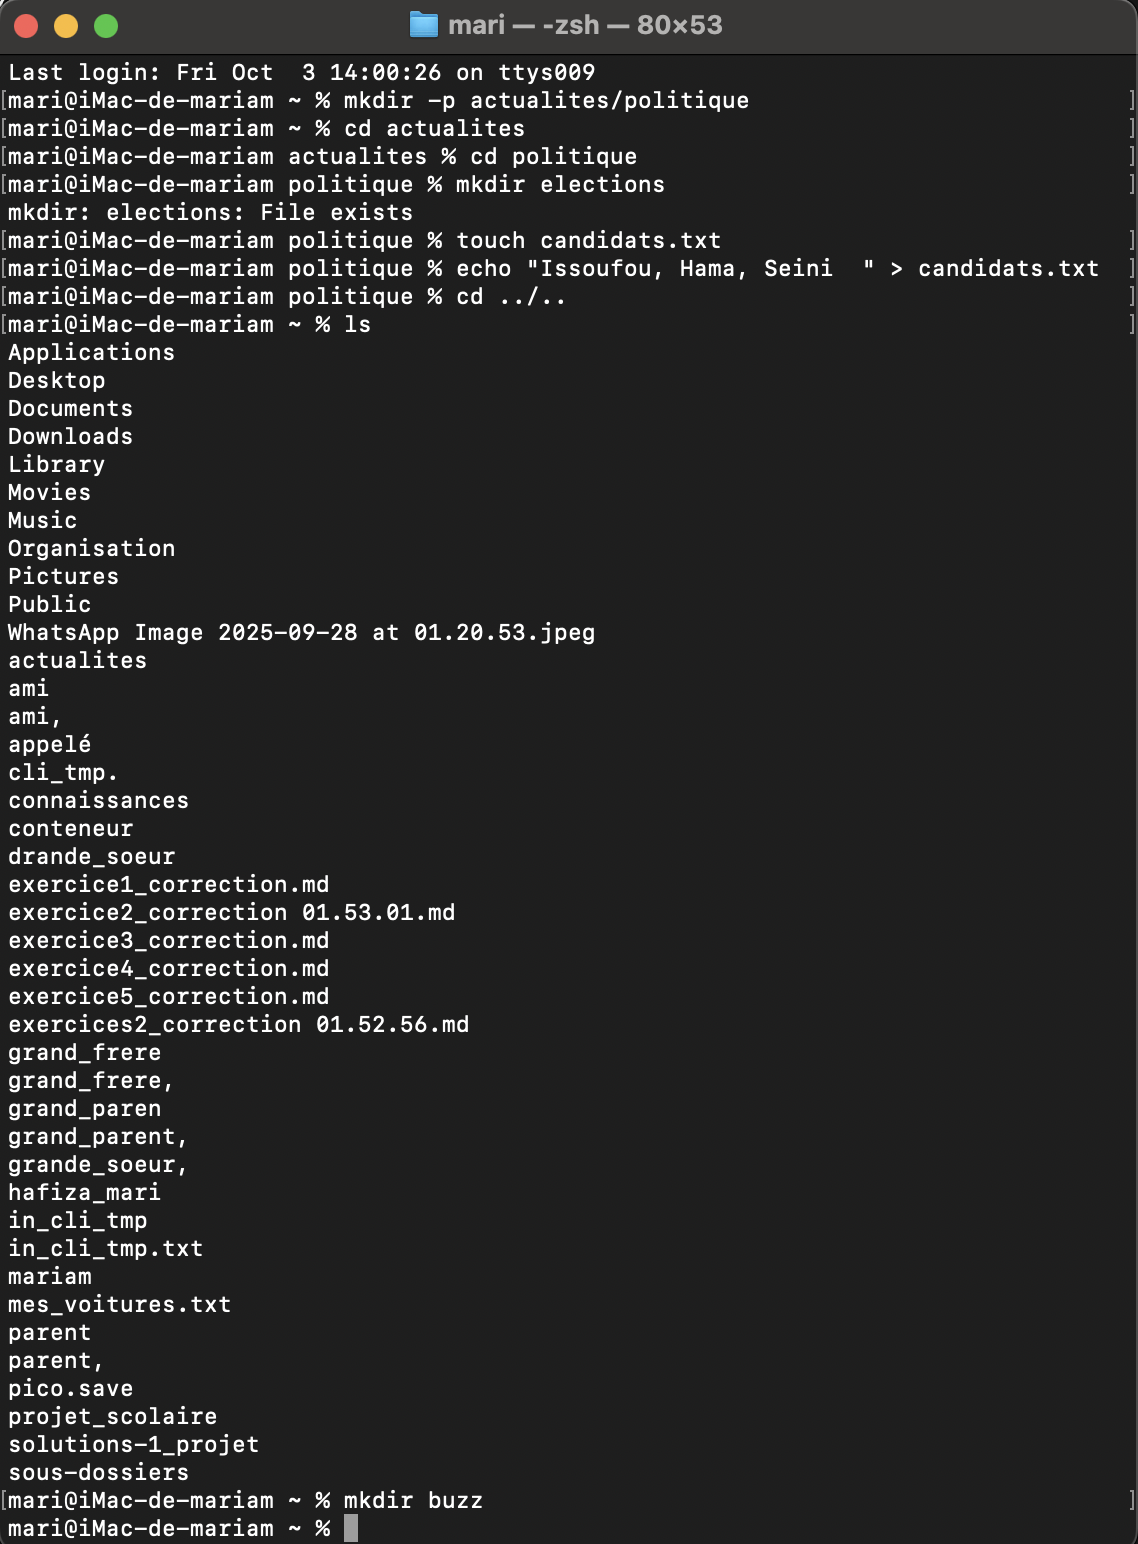 mari — -zsh — 80×53
Last login: Fri Oct  3 14:00:26 on ttys009
[mari@iMac-de-mariam ~ % mkdir -p actualites/politique ]
[mari@iMac-de-mariam ~ % cd actualites ]
[mari@iMac-de-mariam actualites % cd politique ]
[mari@iMac-de-mariam politique % mkdir elections ]
mkdir: elections: File exists
[mari@iMac-de-mariam politique % touch candidats.txt ]
[mari@iMac-de-mariam politique % echo "Issoufou, Hama, Seini  " > candidats.txt ]
[mari@iMac-de-mariam politique % cd ../.. ]
[mari@iMac-de-mariam ~ % ls ]
Applications
Desktop
Documents
Downloads
Library
Movies
Music
Organisation
Pictures
Public
WhatsApp Image 2025-09-28 at 01.20.53.jpeg
actualites
ami
ami,
appelé
cli_tmp.
connaissances
conteneur
drande_soeur
exercice1_correction.md
exercice2_correction 01.53.01.md
exercice3_correction.md
exercice4_correction.md
exercice5_correction.md
exercices2_correction 01.52.56.md
grand_frere
grand_frere,
grand_paren
grand_parent,
grande_soeur,
hafiza_mari
in_cli_tmp
in_cli_tmp.txt
mariam
mes_voitures.txt
parent
parent,
pico.save
projet_scolaire
solutions-1_projet
sous-dossiers
[mari@iMac-de-mariam ~ % mkdir buzz ]
mari@iMac-de-mariam ~ %